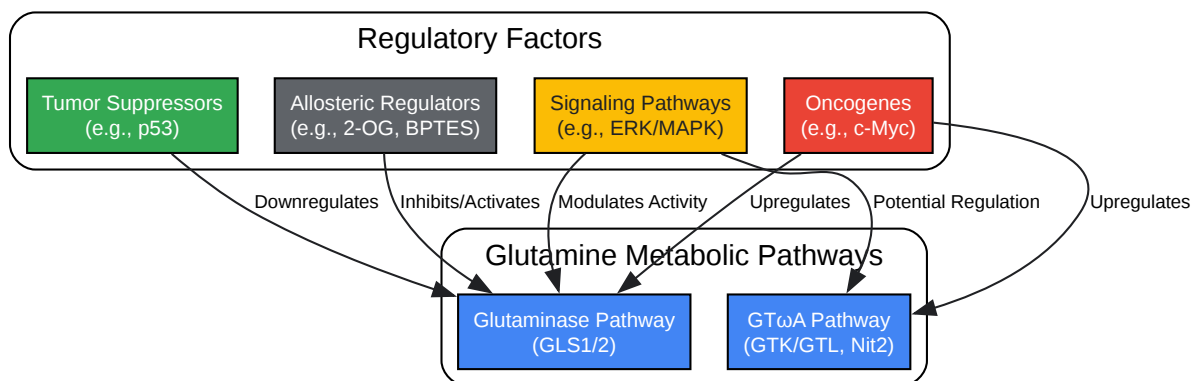 Regulatory Factors
Tumor Suppressors
(e.g., p53)
Allosteric Regulators
(e.g., 2-OG, BPTES)
Signaling Pathways
(e.g., ERK/MAPK)
Oncogenes
(e.g., c-Myc)
Downregulates
Inhibits/Activates
Modulates Activity
Upregulates
Potential Regulation
Upregulates
Glutamine Metabolic Pathways
Glutaminase Pathway
(GLS1/2)
GTωA Pathway
(GTK/GTL, Nit2)